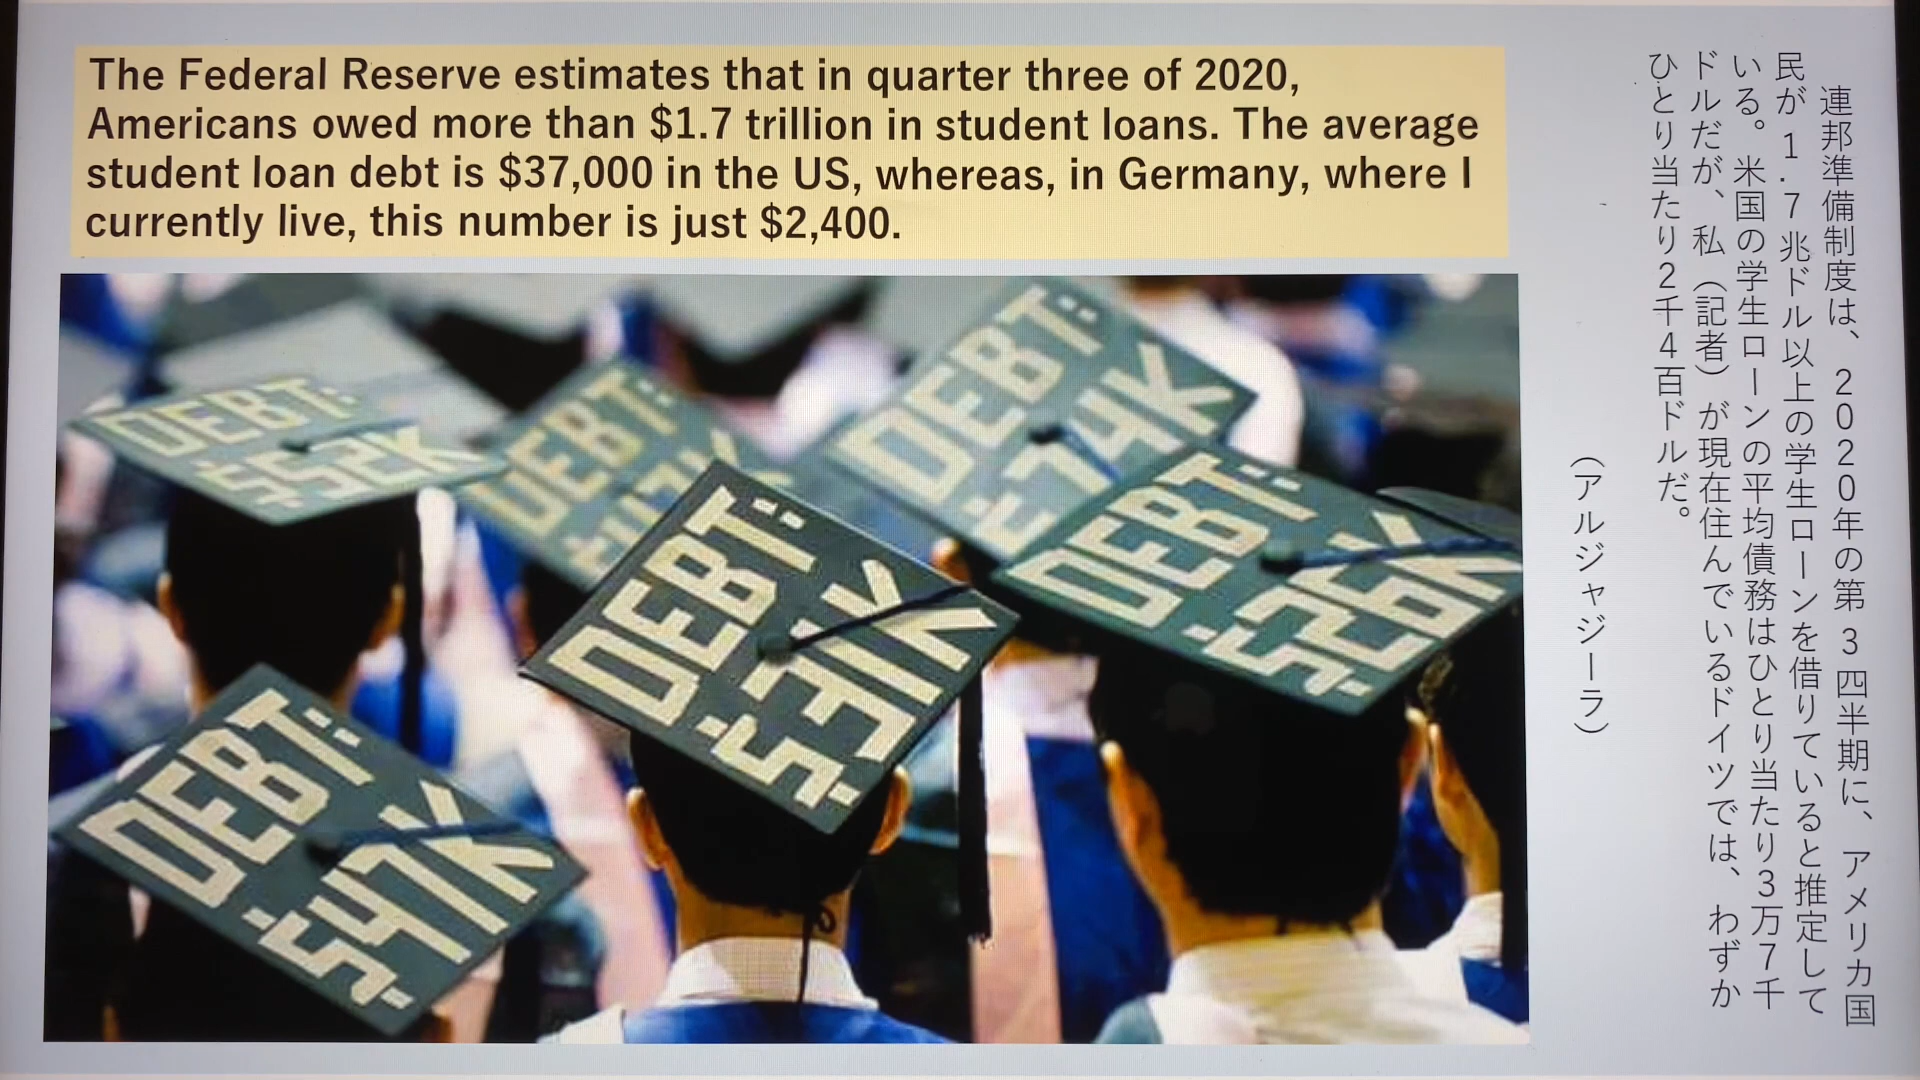 The Federal Reserve estimates that in quarter three of 2020,
Americans owed more than $1.7 trillion in student loans. The average
student loan debt is $37,000 in the US, whereas, in Germany, where I
currently live, this number is just $2,400.
連邦準備制度は、2020年の第3四半期に、アメリカ国
民が1.7兆ドル以上の学生ローンを借りていると推定して
いる。米国の学生ローンの平均債務はひとり当たり3万7千
ドルだが、私（記者）が現在住んでいるドイツでは、わずか
ひとり当たり2千4百ドルだ。
（アルジャジーラ）
DEBT:
$52K
DEBT:
DEBT:
$74K
DEBT:
$31K
DEBT:
$26K
DEBT:
$47K